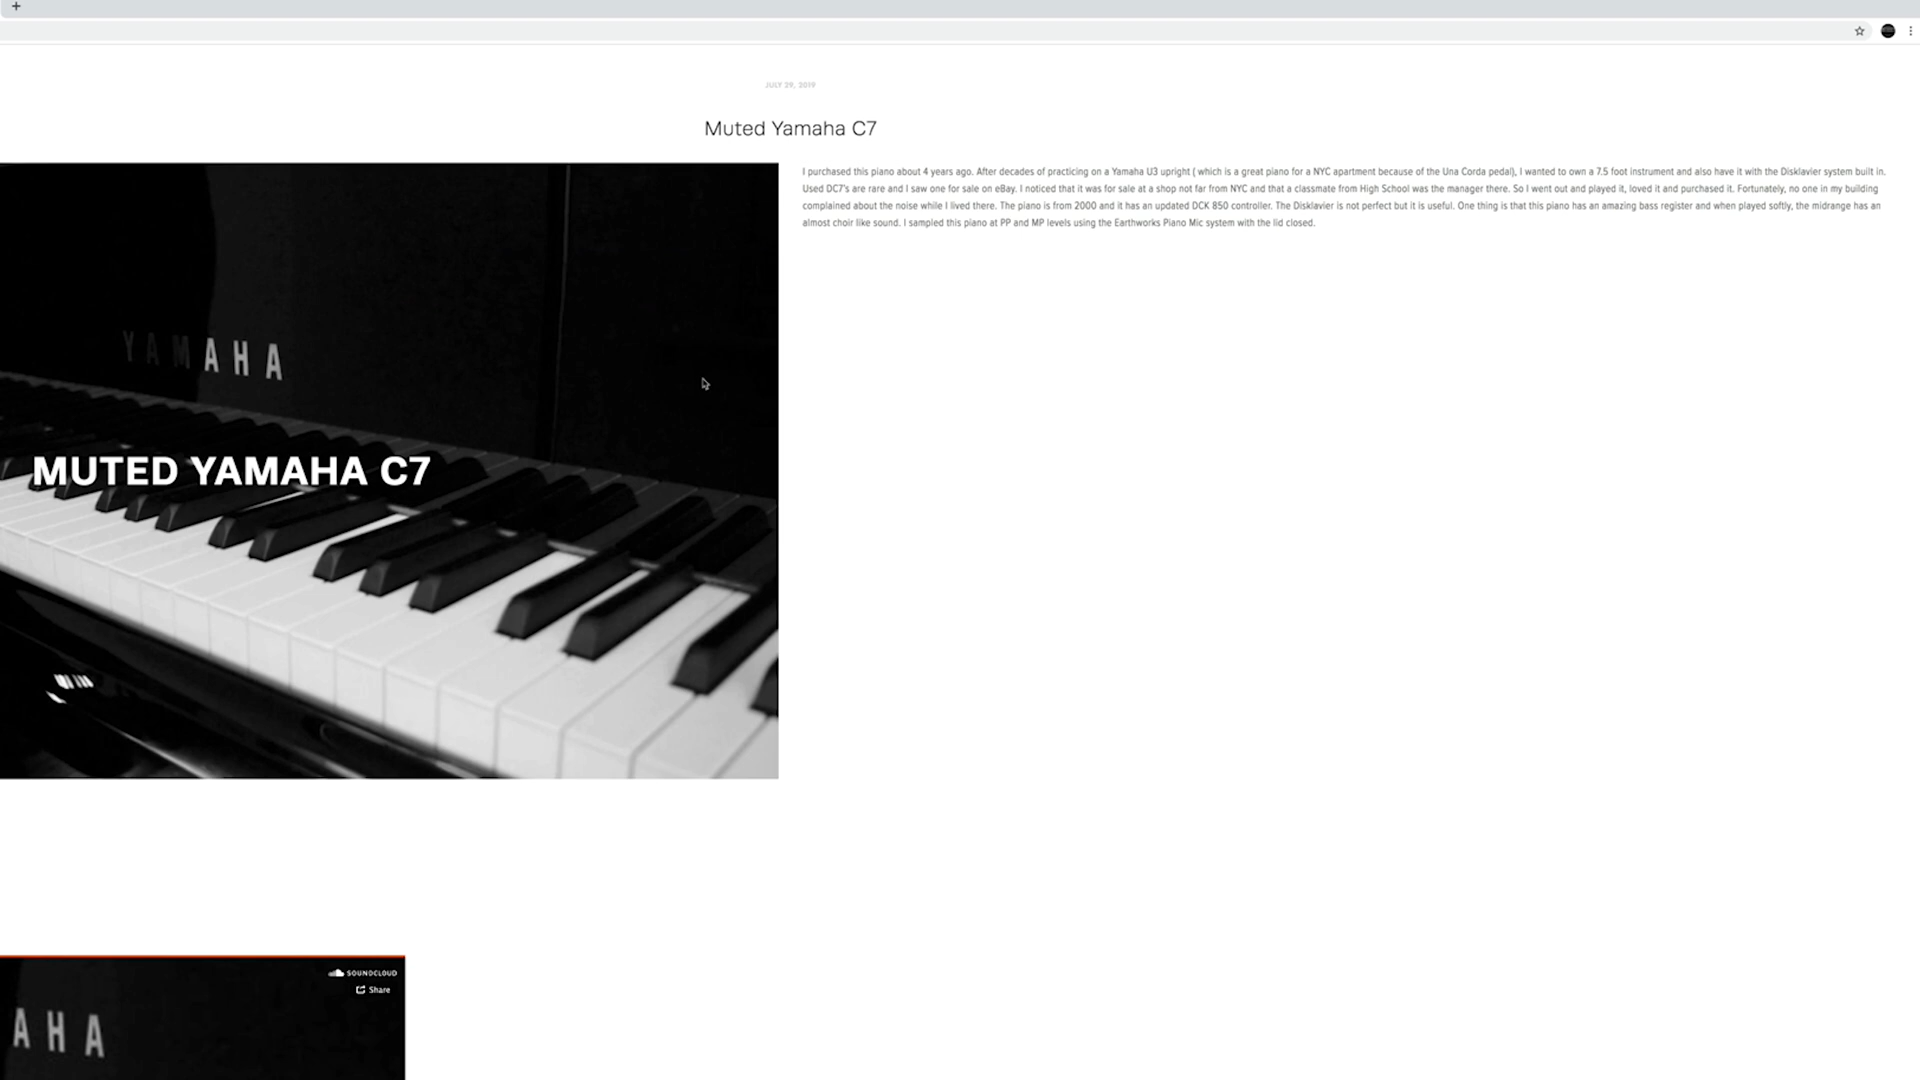 JULY 29, 2019
Muted Yamaha C7
I purchased this piano about 4 years ago. After decades of practicing on a Yamaha U3 upright ( which is a great piano for a NYC apartment because of the Una Corda pedal), I wanted to own a 7.5 foot instrument and also have it with the Disklavier system built in.
Used DC7's are rare and I saw one for sale on eBay. I noticed that it was for sale at a shop not far from NYC and that a classmate from High School was the manager there. So I went out and played it, loved it and purchased it. Fortunately, no one in my building
complained about the noise while I lived there. The piano is from 2000 and it has an updated DCK 850 controller. The Disklavier is not perfect but it is useful. One thing is that this piano has an amazing bass register and when played softly, the midrange has an
almost choir like sound. I sampled this piano at PP and MP levels using the Earthworks Piano Mic system with the lid closed.
YAMAHA
MUTED YAMAHA C7
SOUNDCLOUD
Share
AHA